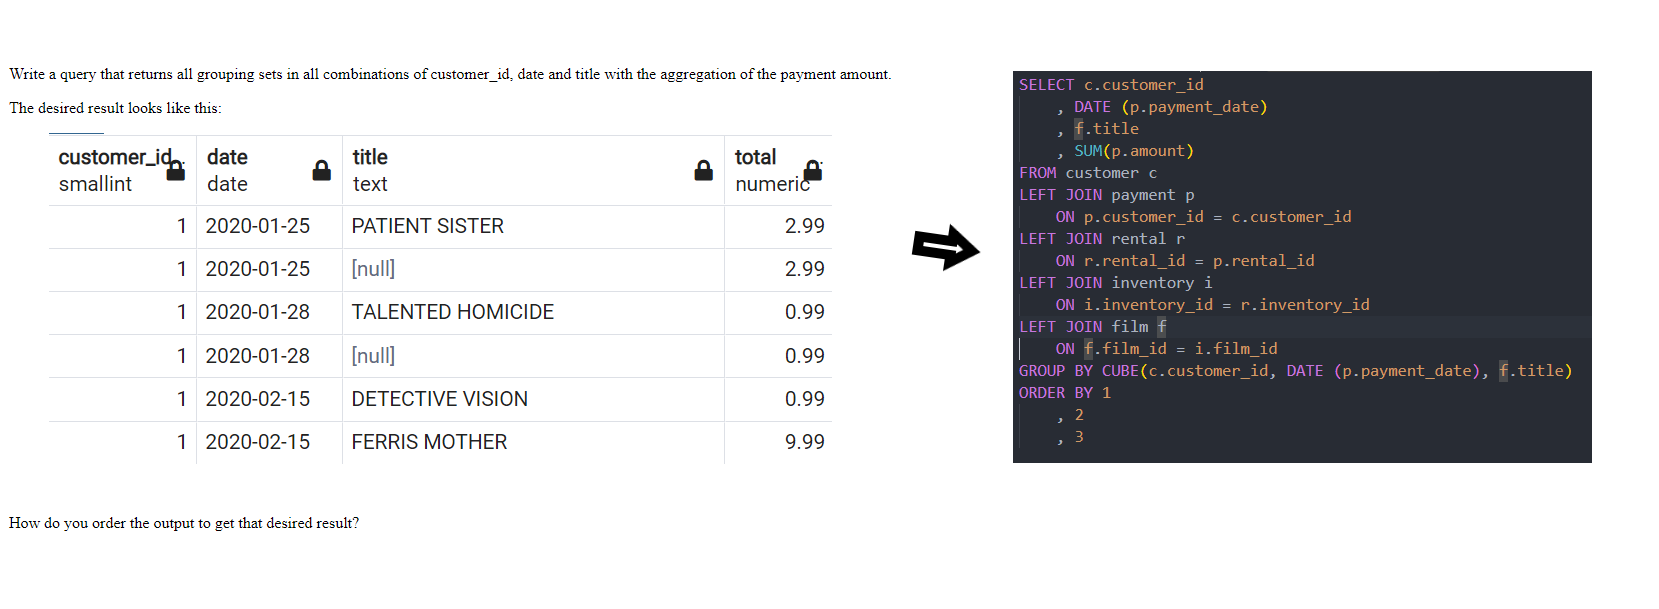 Write a query that returns all grouping sets in all combinations of customer_id, date and title with the aggregation of the payment amount.
The desired result looks like this:
customer_id date title total
smallint date text numeric
1 2020-01-25 PATIENT SISTER 2.99
1 2020-01-25 [null] 2.99
1 2020-01-28 TALENTED HOMICIDE 0.99
1 2020-01-28 [null] 0.99
1 2020-02-15 DETECTIVE VISION 0.99
1 2020-02-15 FERRIS MOTHER 9.99
How do you order the output to get that desired result?
SELECT c.customer_id
, DATE (p.payment_date)
, f.title
, SUM(p.amount)
FROM customer c
LEFT JOIN payment p
ON p.customer_id = c.customer_id
LEFT JOIN rental r
ON r.rental_id = p.rental_id
LEFT JOIN inventory i
ON i.inventory_id = r.inventory_id
LEFT JOIN film f
ON f.film_id = i.film_id
GROUP BY CUBE(c.customer_id, DATE (p.payment_date), f.title)
ORDER BY 1
, 2
, 3